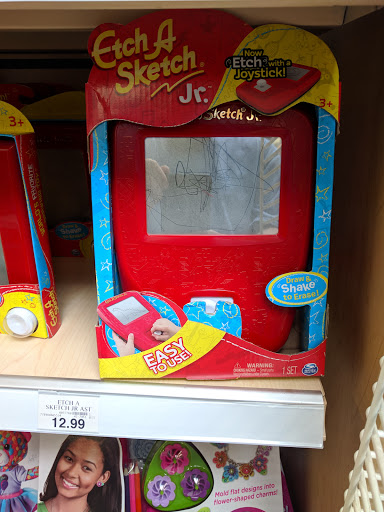 Etch A
Sketch®
Jr.
Now
Etch with a
Joystick!
3+
Sketch Jr.
3+
Draw &
Shake
to Erase!
EASY
TO USE!
WARNING:
1 SET
ETCH A
SKETCH JR AST
12.99
Mold flat designs into
flower-shaped charms!